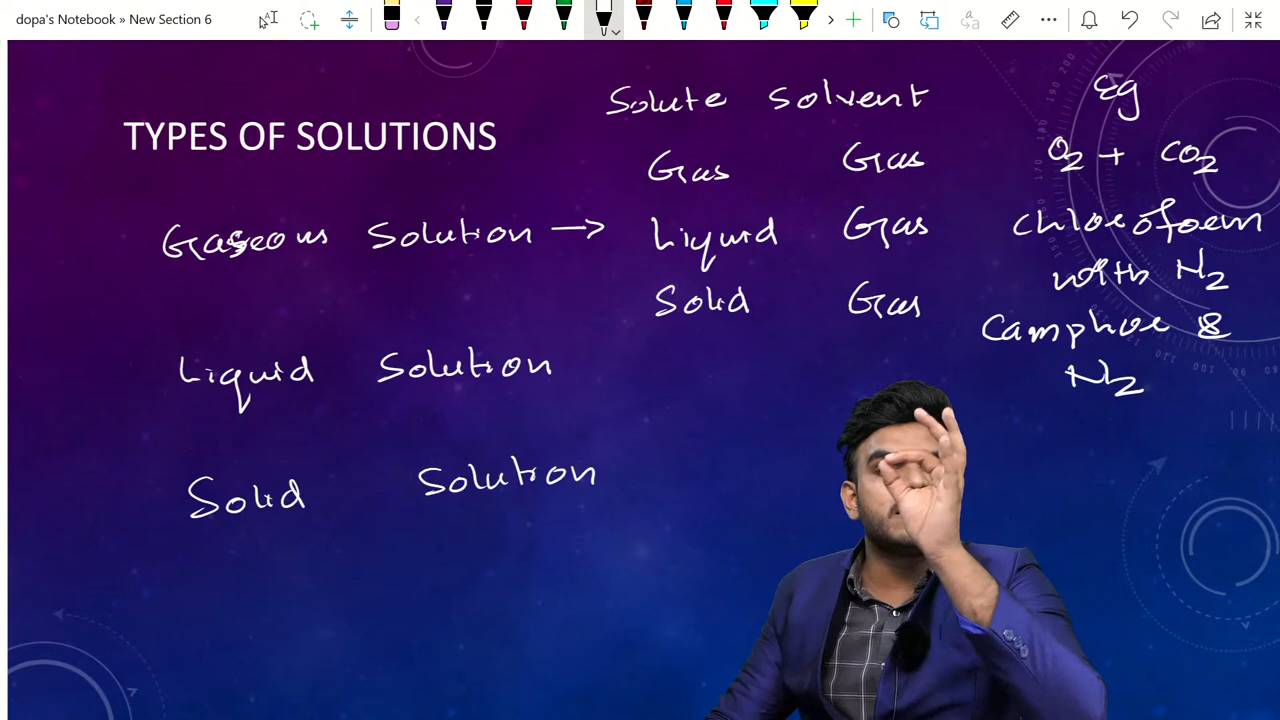 dopa's Notebook » New Section 6
Solute Solvent Eg
TYPES OF SOLUTIONS
Gas Gas O2 + CO2
Gaseous Solution → Liquid Gas Chloroform
with N2
Solid Gas Camphor &
N2
Liquid Solution
Solid Solution